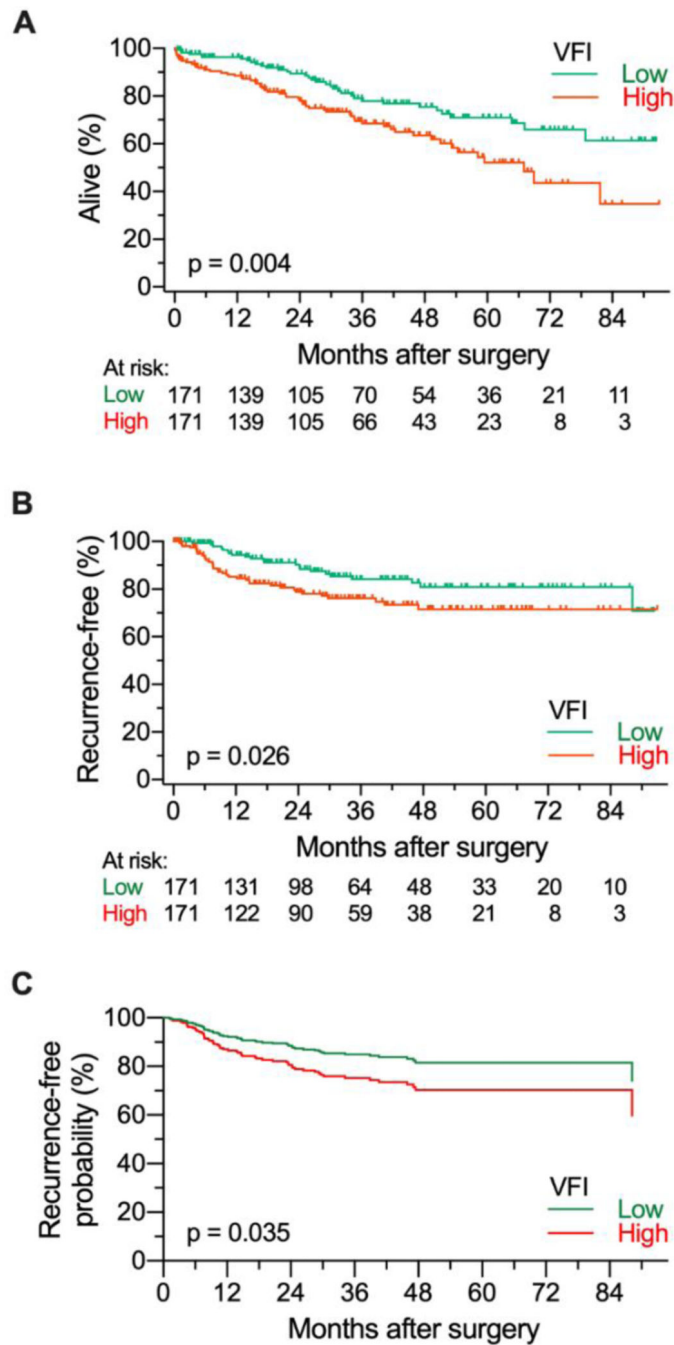 A
100
80
60
40
20
0
Alive (%)
VFI
Low
High
p = 0.004
0 12 24 36 48 60 72 84
Months after surgery
At risk:
Low 171 139 105 70 54 36 21 11
High 171 139 105 66 43 23 8 3
B
100
80
60
40
20
0
Recurrence-free (%)
VFI
Low
High
p = 0.026
0 12 24 36 48 60 72 84
Months after surgery
At risk:
Low 171 131 98 64 48 33 20 10
High 171 122 90 59 38 21 8 3
C
100
80
60
40
20
0
Recurrence-free
probability (%)
VFI
Low
High
p = 0.035
0 12 24 36 48 60 72 84
Months after surgery